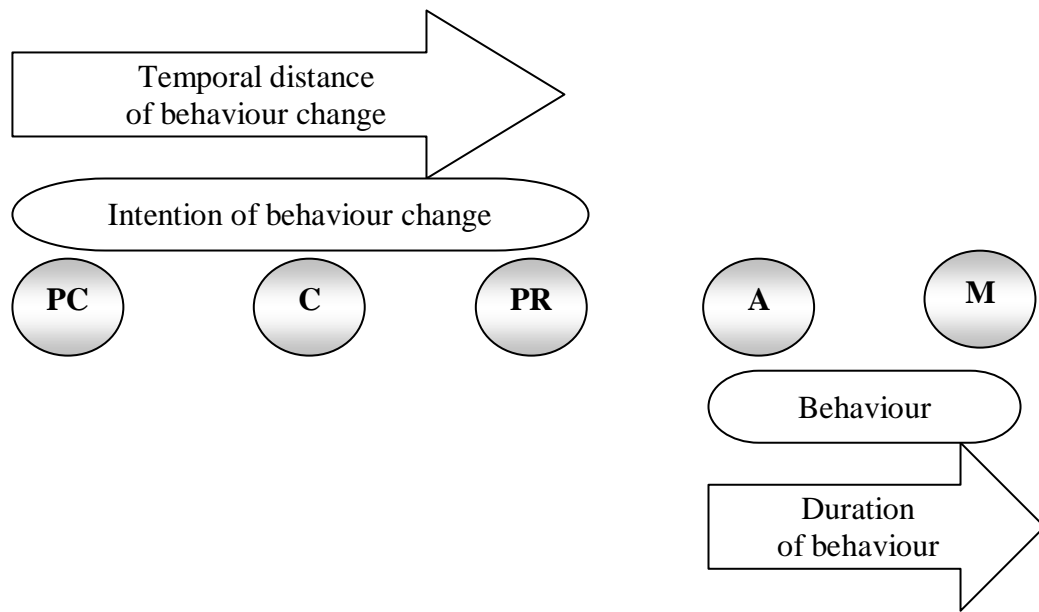 Temporal distance
of behaviour change
Intention of behaviour change
PC
C
PR
A
M
Behaviour
Duration
of behaviour